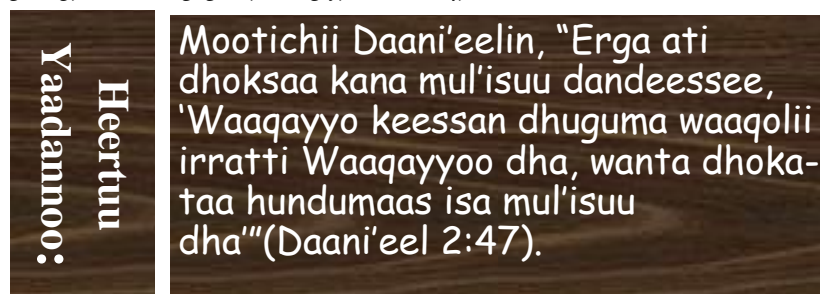 Heertuu
Yaadannoo:
Mootichii Daani’eelin, “Erga ati
dhoksaa kana mul’isuu dandeessee,
‘Waaqayyo keessan dhuguma waaqolii
irratti Waaqayyoo dha, wanta dhoka-
taa hundumaas isa mul’isuu
dha’”(Daani’eel 2:47).